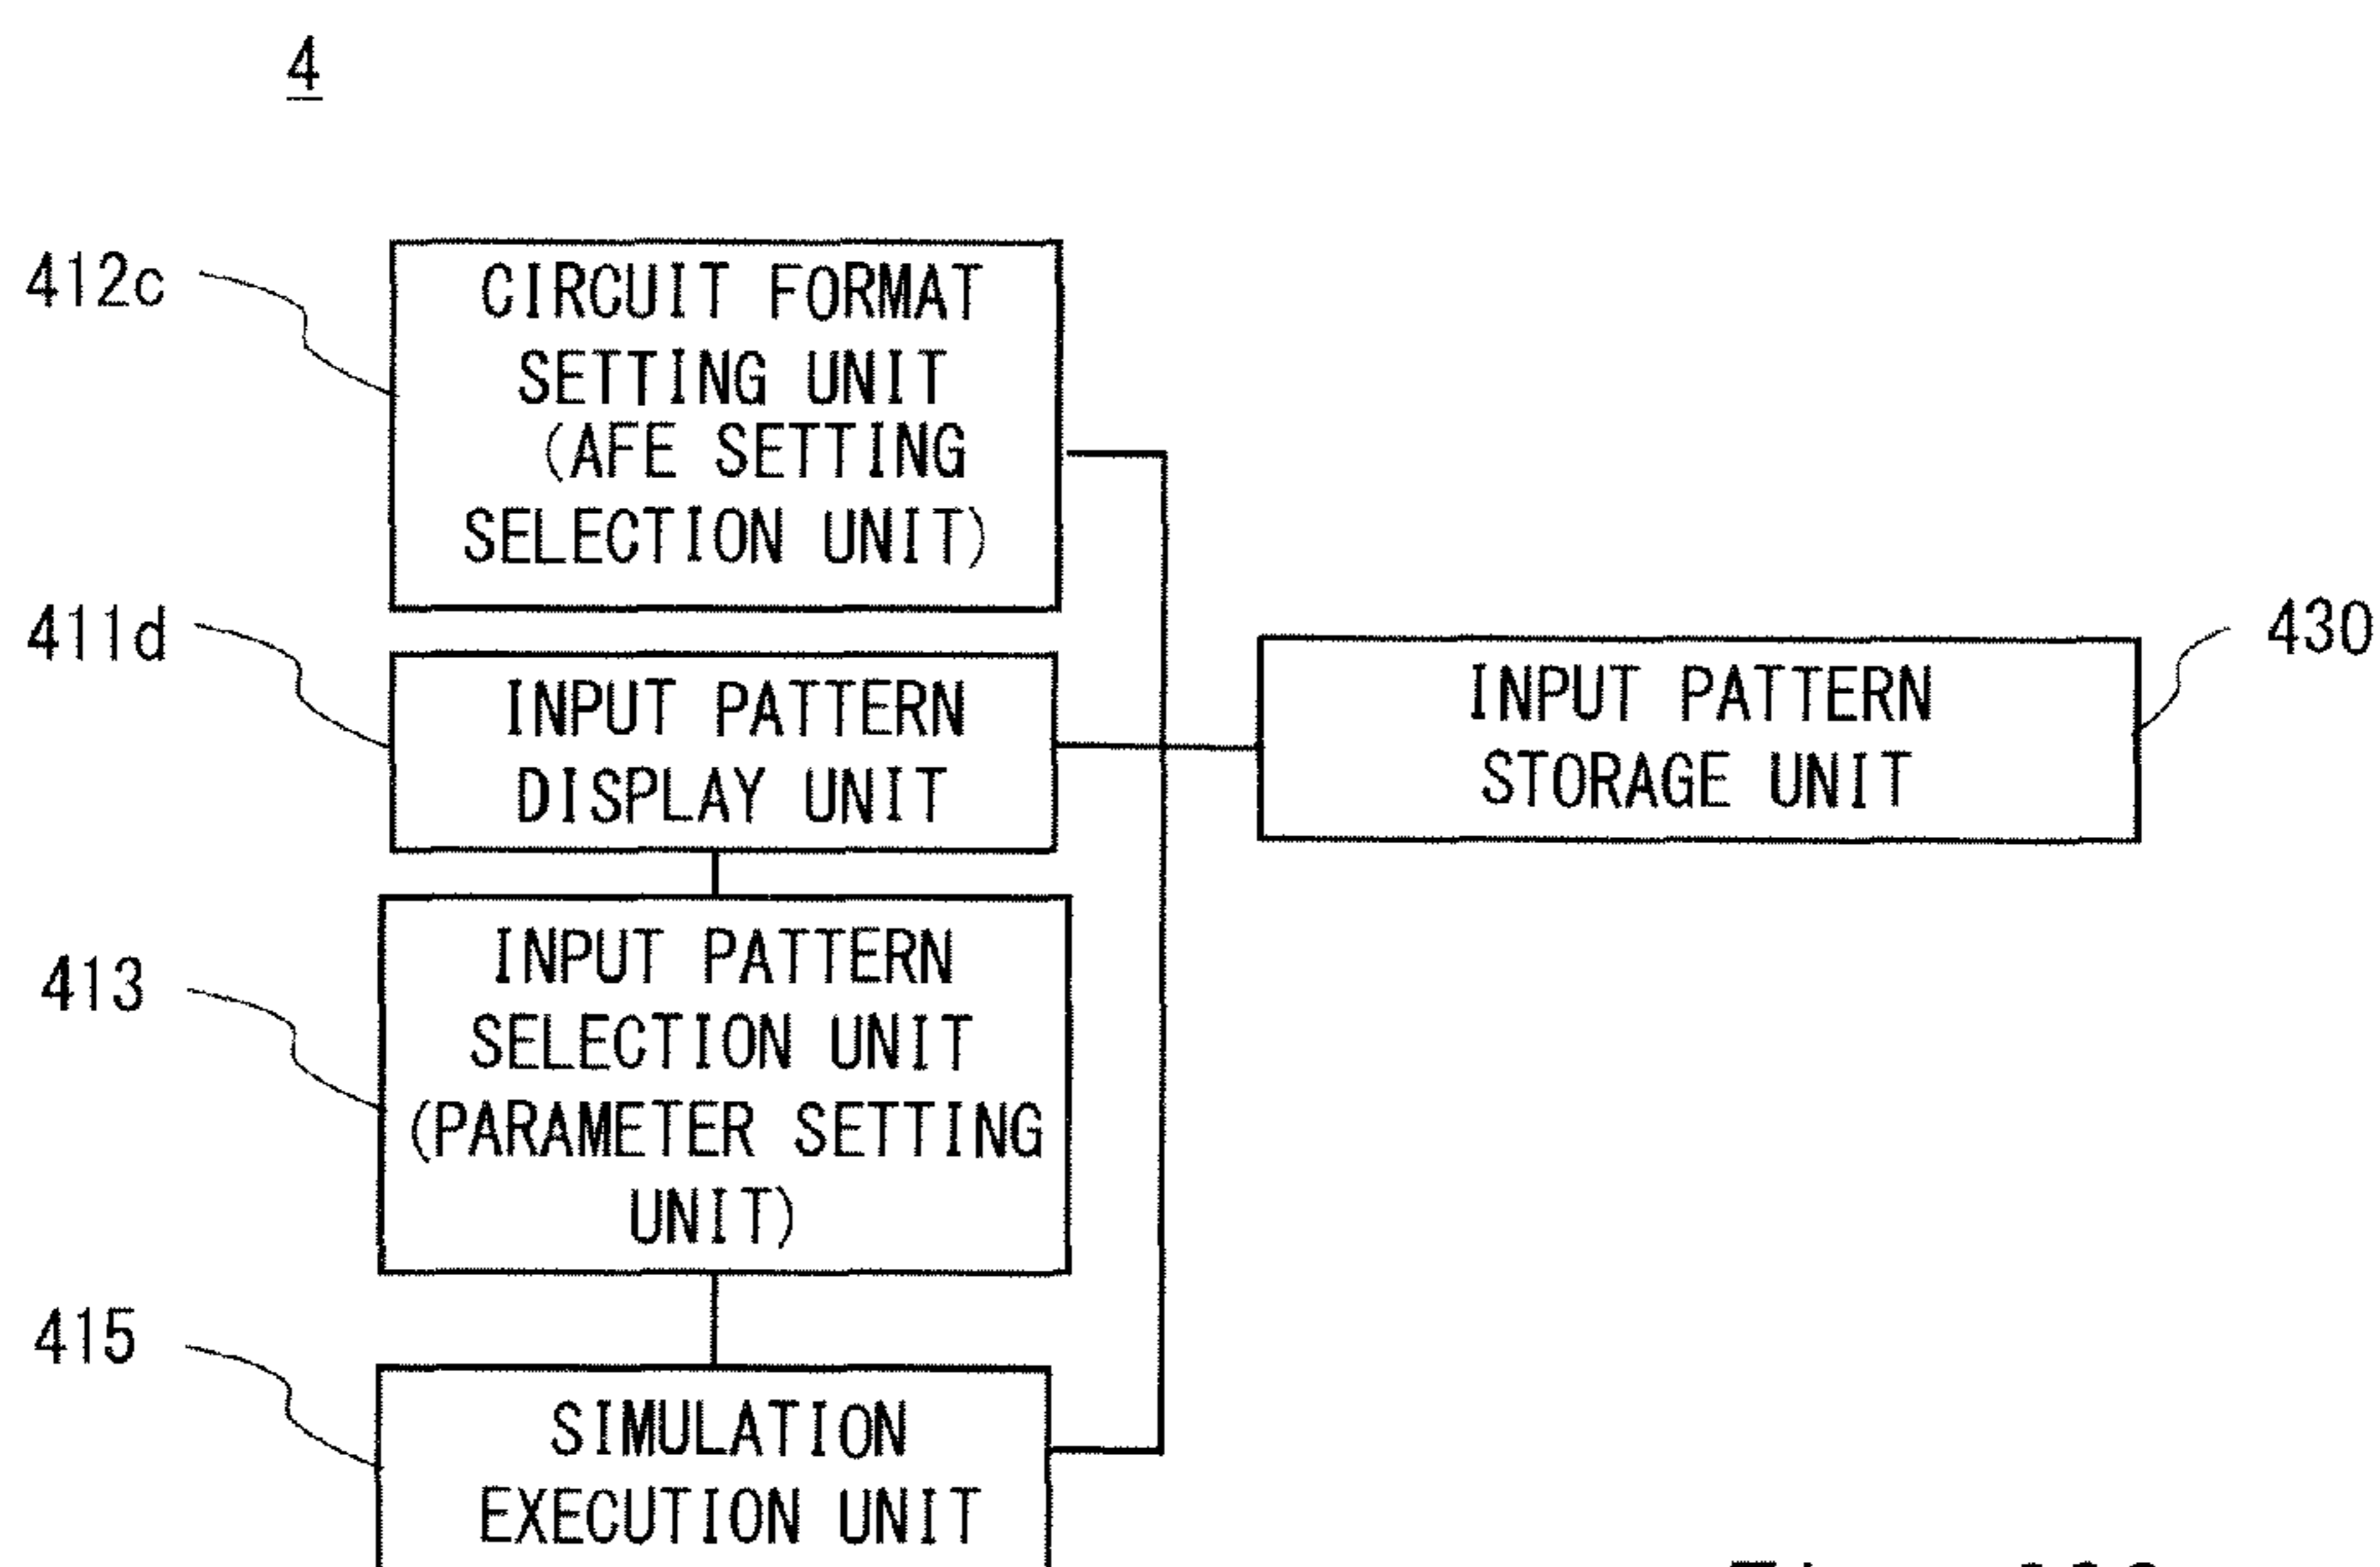 4
412c
CIRCUIT FORMAT
SETTING UNIT
(AFE SETTING
SELECTION UNIT)
411d
INPUT PATTERN
DISPLAY UNIT
INPUT PATTERN
STORAGE UNIT
430
413
INPUT PATTERN
SELECTION UNIT
(PARAMETER SETTING
UNIT)
415
SIMULATION
EXECUTION UNIT